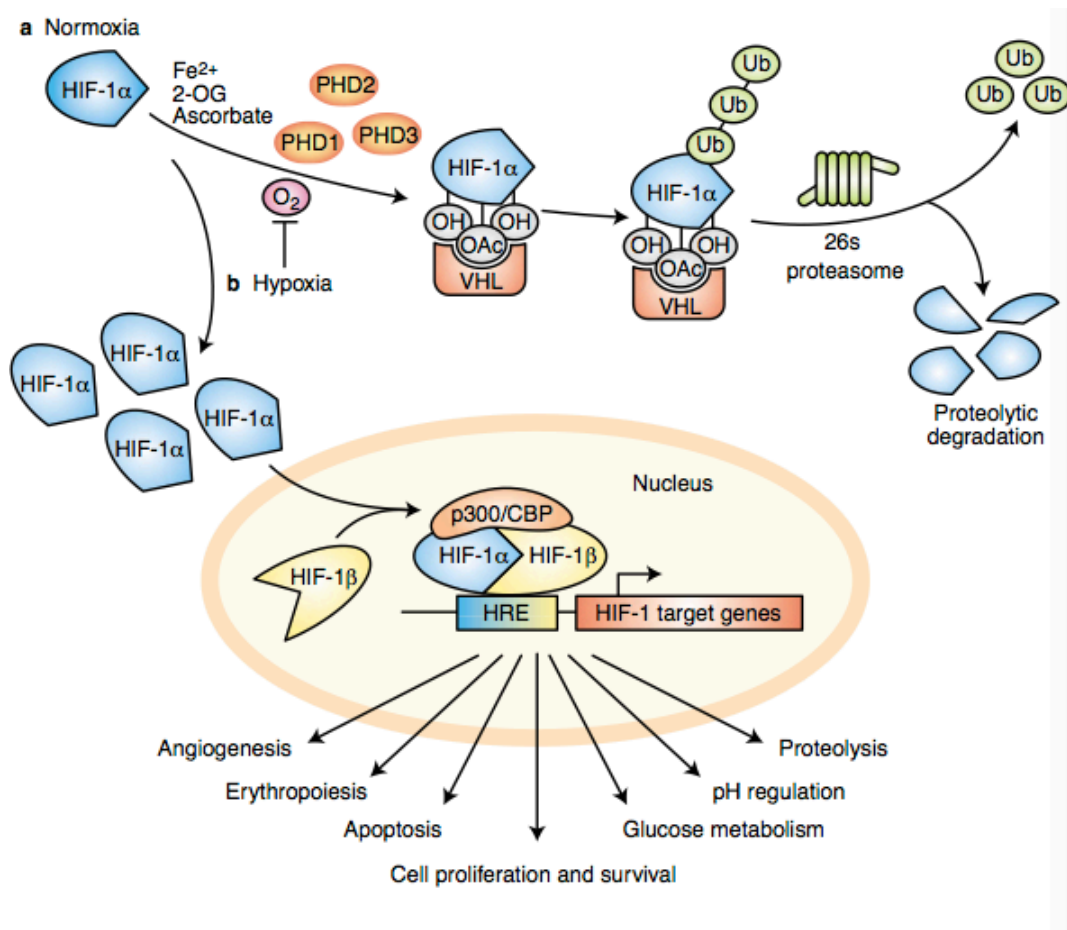 a Normoxia
HIF-1α
Fe2+
2-OG
Ascorbate
PHD2
PHD1
PHD3
O2
HIF-1α
OH
OH
OAc
VHL
Ub
Ub
Ub
HIF-1α
OH
OH
OAc
VHL
26s
proteasome
Ub
Ub
Ub
Proteolytic
degradation
b Hypoxia
HIF-1α
HIF-1α
HIF-1α
HIF-1α
Nucleus
p300/CBP
HIF-1α
HIF-1β
HIF-1β
HRE
HIF-1 target genes
Angiogenesis
Erythropoiesis
Apoptosis
Cell proliferation and survival
Glucose metabolism
pH regulation
Proteolysis